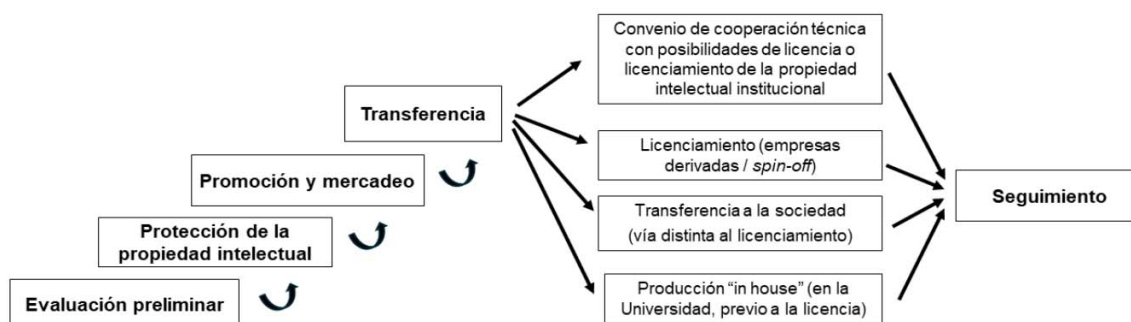 Convenio de cooperación técnica
con posibilidades de licencia o
licenciamiento de la propiedad
intelectual institucional
Transferencia
Licenciamiento (empresas
derivadas / spin-off)
Promoción y mercadeo
Seguimiento
Transferencia a la sociedad
(vía distinta al licenciamiento)
Protección de la
propiedad intelectual
Producción “in house” (en la
Universidad, previo a la licencia)
Evaluación preliminar